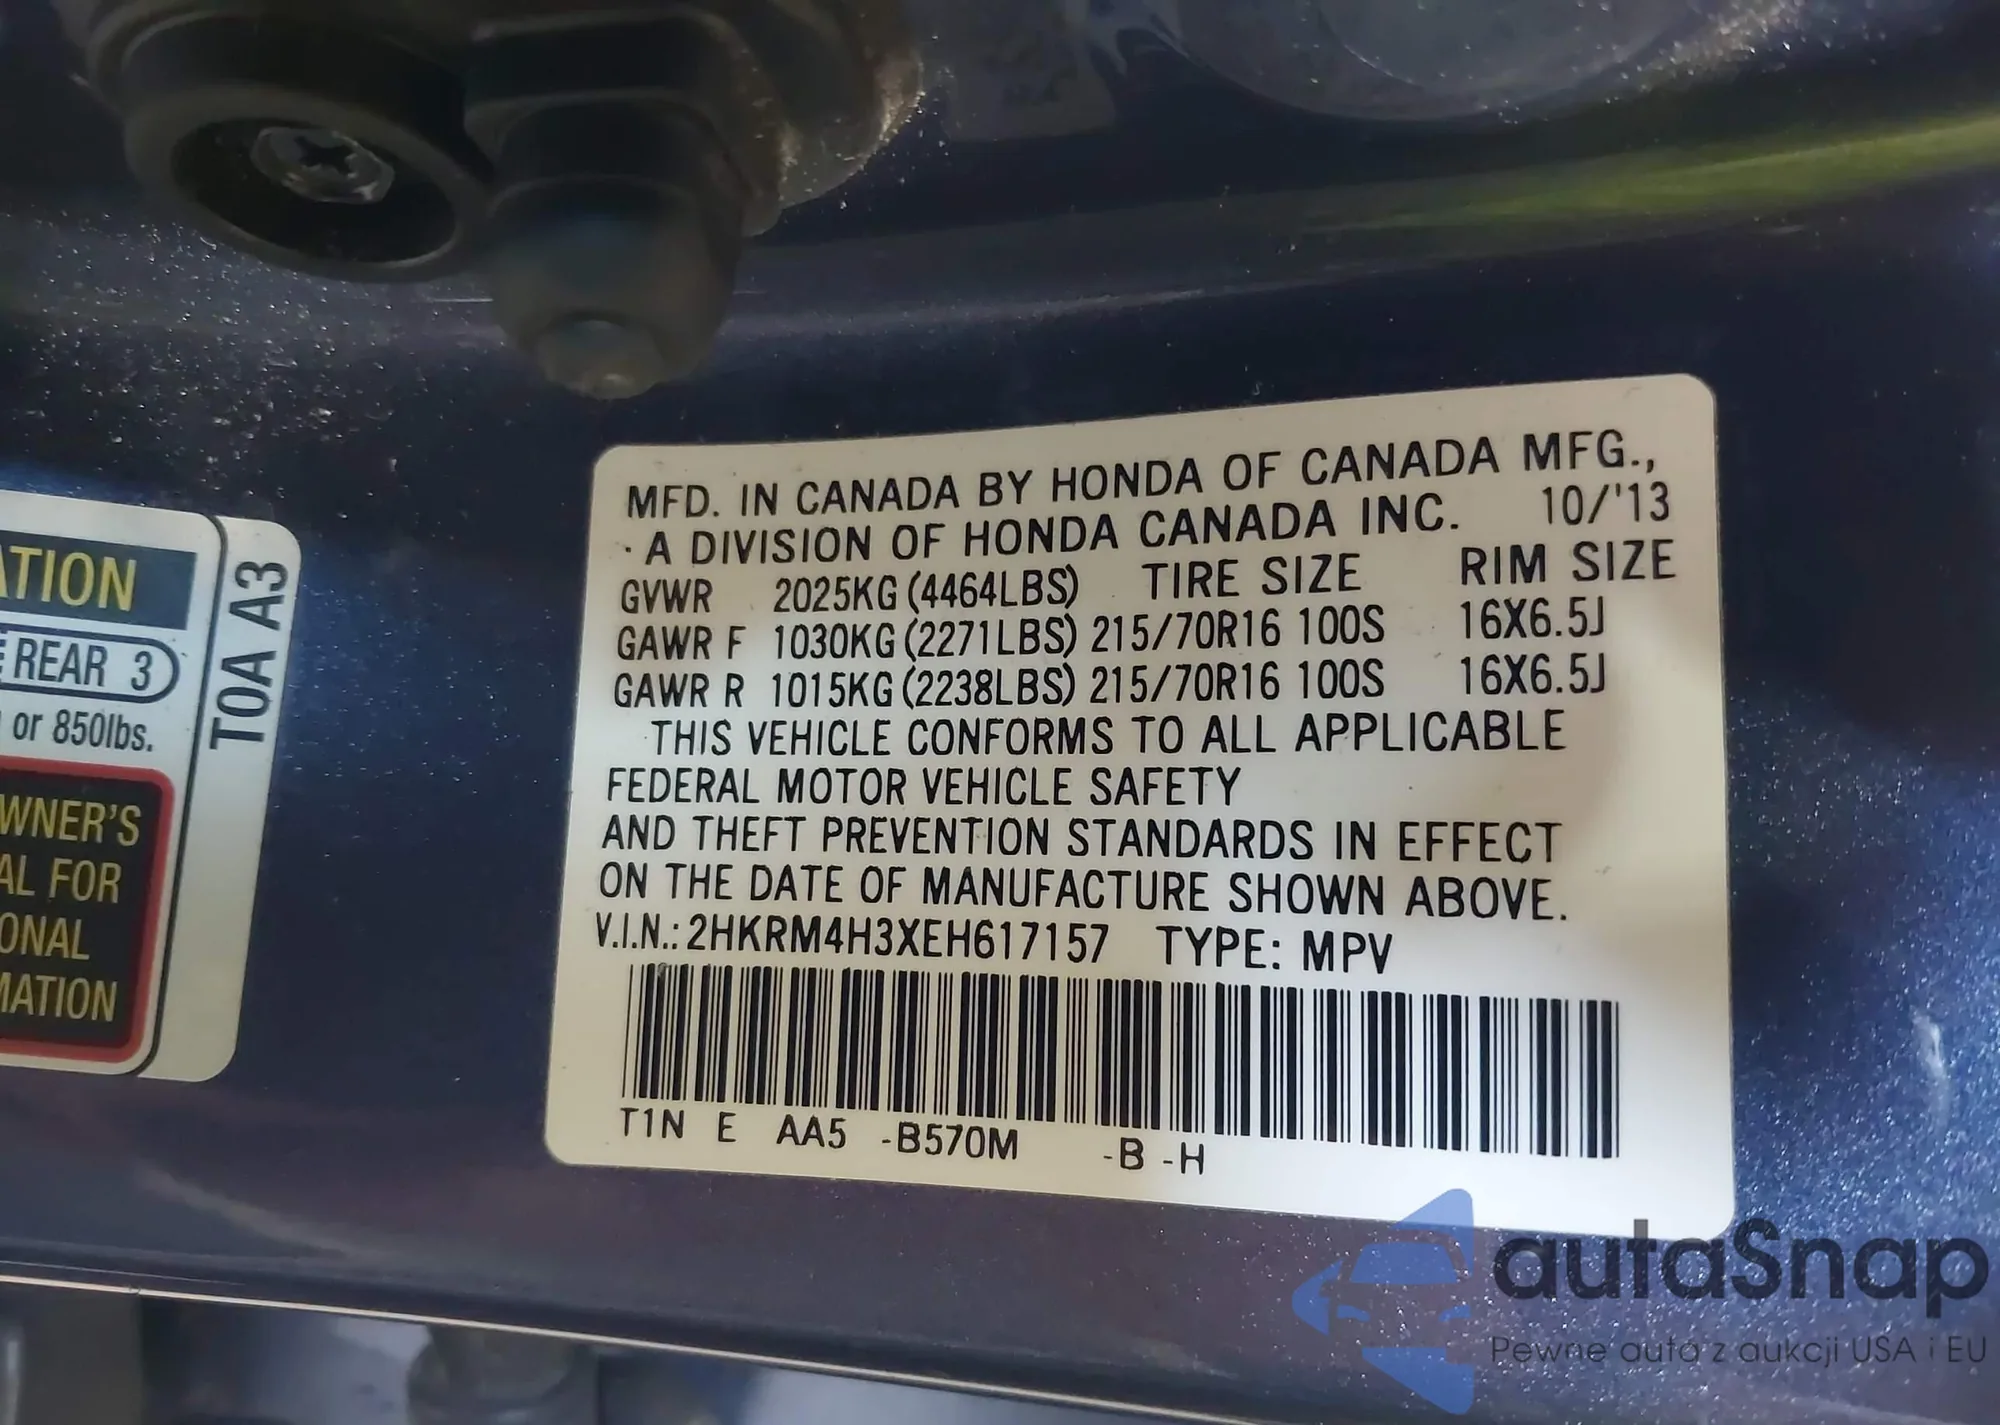 ATION
REAR 3
or 850lbs.
WNER'S
AL FOR
ONAL
MATION
T0A A3
MFD. IN CANADA BY HONDA OF CANADA MFG.,
A DIVISION OF HONDA CANADA INC. 10/'13
GVWR 2025KG (4464LBS) TIRE SIZE RIM SIZE
GAWR F 1030KG (2271LBS) 215/70R16 100S 16X6.5J
GAWR R 1015KG (2238LBS) 215/70R16 100S 16X6.5J
THIS VEHICLE CONFORMS TO ALL APPLICABLE
FEDERAL MOTOR VEHICLE SAFETY
AND THEFT PREVENTION STANDARDS IN EFFECT
ON THE DATE OF MANUFACTURE SHOWN ABOVE.
V.I.N.: 2HKRM4H3XEH617157 TYPE: MPV
T1N E AA5 -B570M -B -H
autaSnap
Pewne auta z aukcji USA i EU